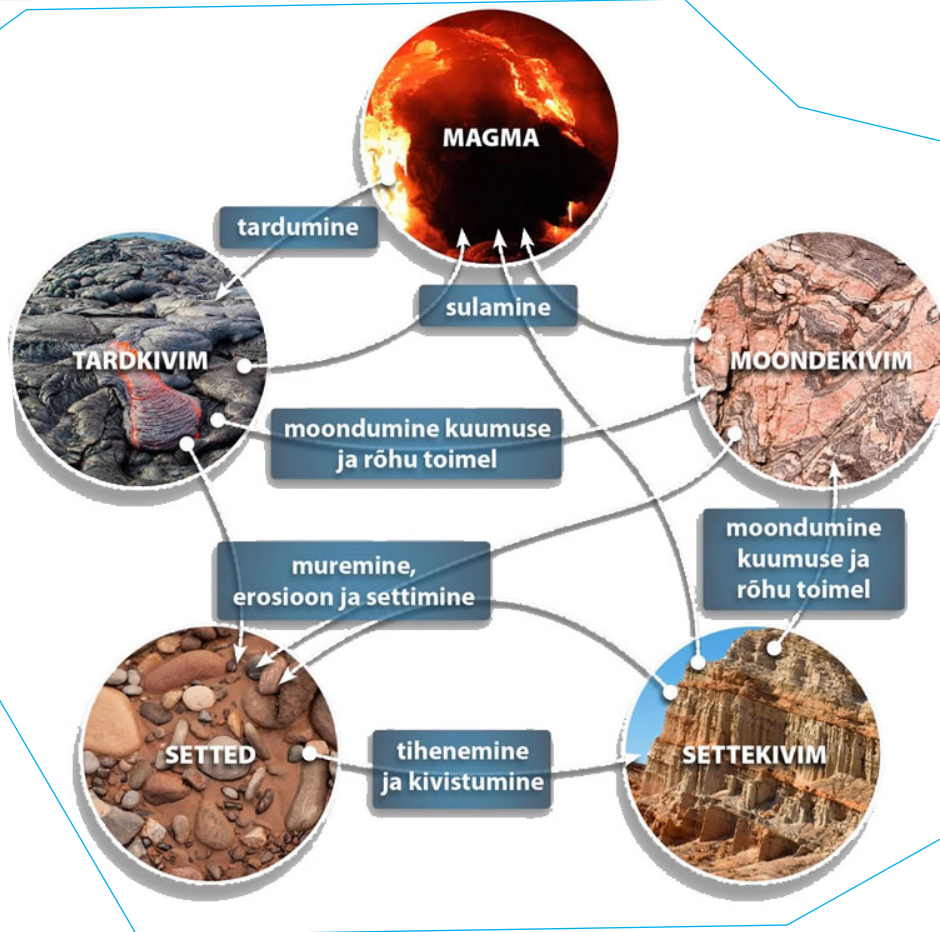 MAGMA
tardumine
sulamine
TARDKIVIM
MOONDEKIVIM
moondumine kuumuse
ja rõhu toimel
moondumine
kuumuse ja
rõhu toimel
muremine,
erosioon ja settimine
SETTED
tihenemine
ja kivistumine
SETTEKIVIM